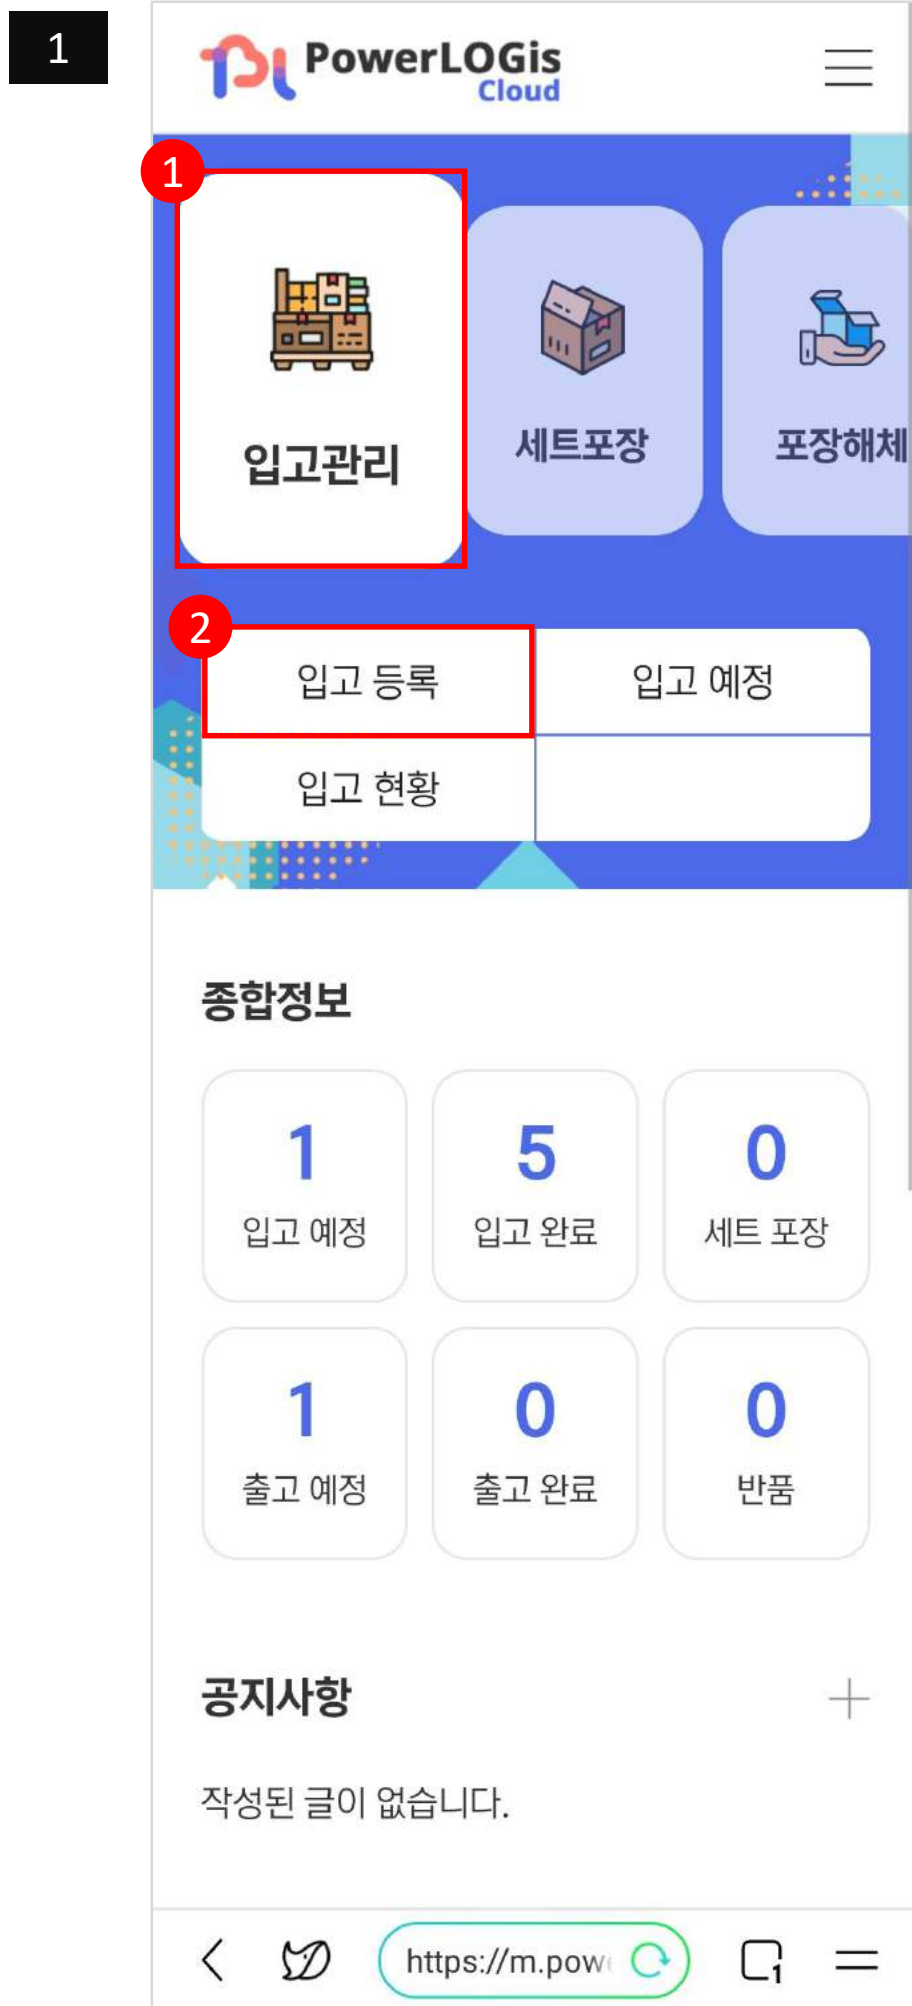 1
PowerLOGis
Cloud
1
입고관리
세트포장
포장해체
2
입고 등록
입고 예정
입고 현황
종합정보
1
입고 예정
5
입고 완료
0
세트 포장
1
출고 예정
0
출고 완료
0
반품
공지사항
작성된 글이 없습니다.
https://m.pow
1